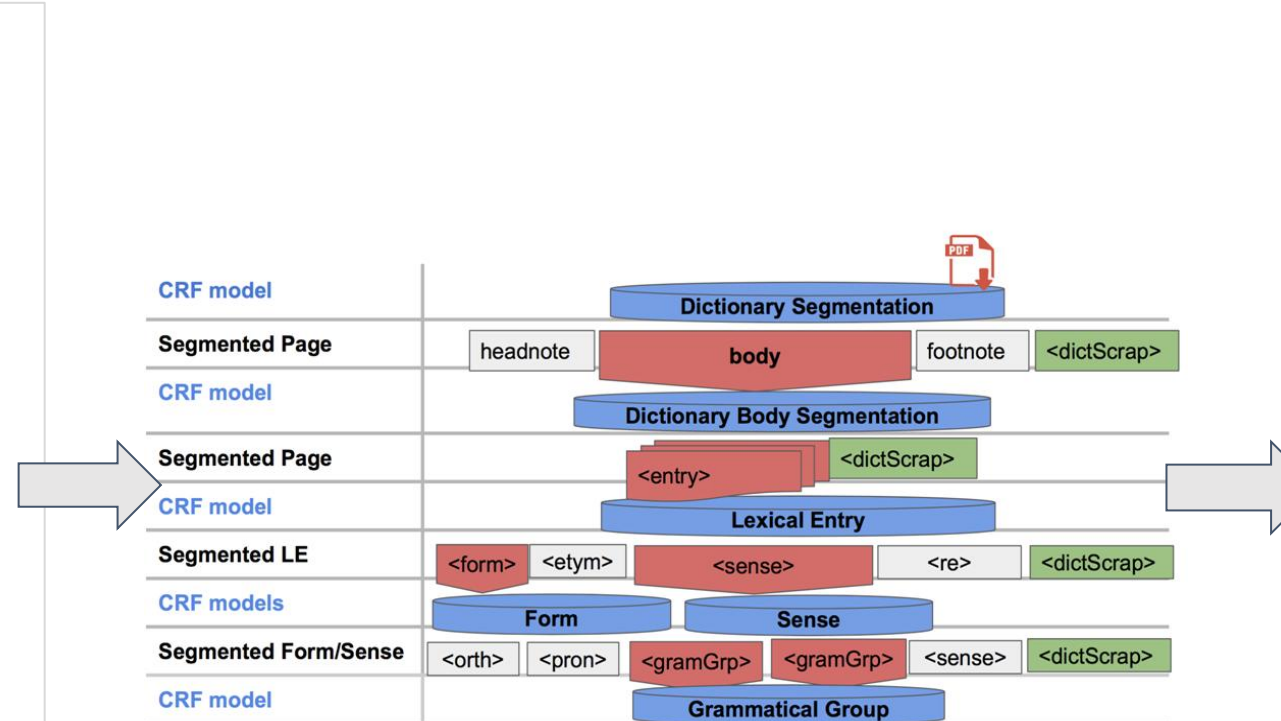 PDF
CRF model
Dictionary Segmentation
Segmented Page
headnote
body
footnote
<dictScrap>
CRF model
Dictionary Body Segmentation
Segmented Page
<entry>
<dictScrap>
CRF model
Lexical Entry
Segmented LE
<form>
<etym>
<sense>
<re>
<dictScrap>
CRF models
Form
Sense
Segmented Form/Sense
<orth>
<pron>
<gramGrp>
<gramGrp>
<sense>
<dictScrap>
CRF model
Grammatical Group